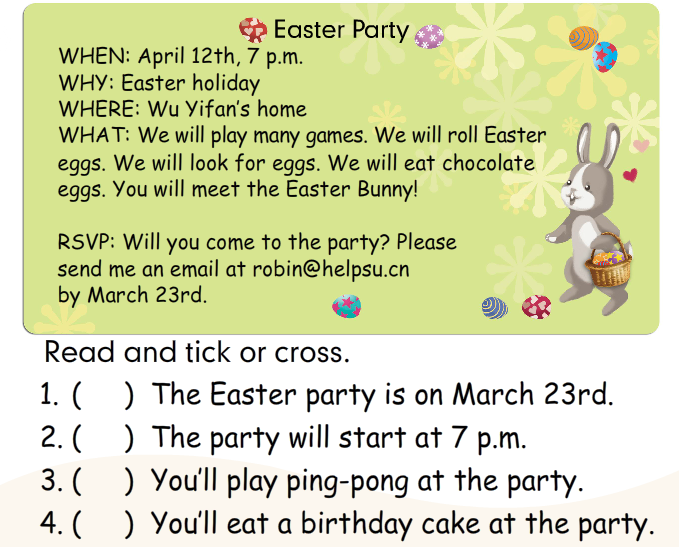 Easter Party
WHEN: April 12th, 7 p.m.
WHY: Easter holiday
WHERE: Wu Yifan's home
WHAT: We will play many games. We will roll Easter
eggs. We will look for eggs. We will eat chocolate
eggs. You will meet the Easter Bunny!
RSVP: Will you come to the party? Please
send me an email at robin@helpsu.cn
by March 23rd.
Read and tick or cross.
1. (    ) The Easter party is on March 23rd.
2. (    ) The party will start at 7 p.m.
3. (    ) You'll play ping-pong at the party.
4. (    ) You'll eat a birthday cake at the party.